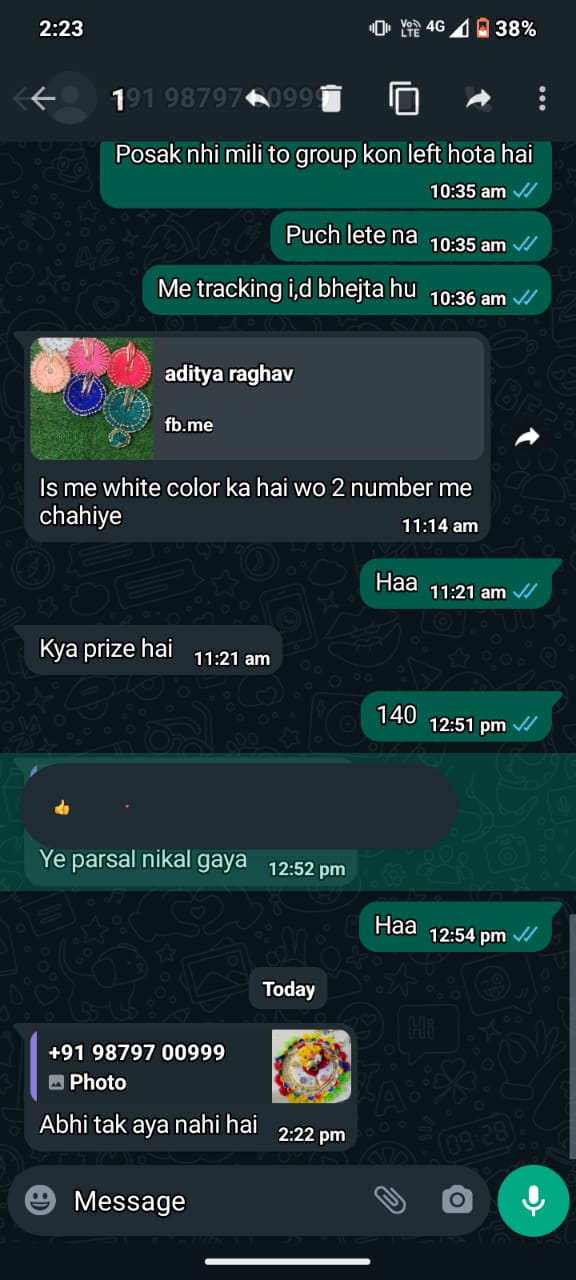 2:23
Vo LTE 4G 38%
1
+91 98797 00999
Posak nhi mili to group kon left hota hai
10:35 am
Puch lete na 10:35 am
Me tracking i,d bhejta hu 10:36 am
aditya raghav
fb.me
Is me white color ka hai wo 2 number me
chahiye
11:14 am
Haa 11:21 am
Kya prize hai 11:21 am
140 12:51 pm
Ye parsal nikal gaya 12:52 pm
Haa 12:54 pm
Today
+91 98797 00999
Photo
Abhi tak aya nahi hai 2:22 pm
Message